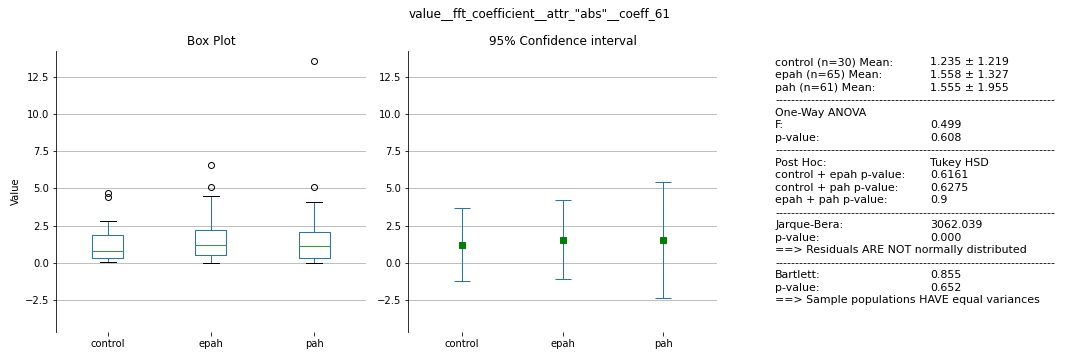 value__fft_coefficient__attr_"abs"__coeff_61
Box Plot
Value
12.5
10.0
7.5
5.0
2.5
0.0
−2.5
control epah pah
95% Confidence interval
12.5
10.0
7.5
5.0
2.5
0.0
−2.5
control epah pah
control (n=30) Mean: 1.235 ± 1.219
epah (n=65) Mean: 1.558 ± 1.327
pah (n=61) Mean: 1.555 ± 1.955
One-Way ANOVA
F: 0.499
p-value: 0.608
Post Hoc: Tukey HSD
control + epah p-value: 0.6161
control + pah p-value: 0.6275
epah + pah p-value: 0.9
Jarque-Bera: 3062.039
p-value: 0.000
==> Residuals ARE NOT normally distributed
Bartlett: 0.855
p-value: 0.652
==> Sample populations HAVE equal variances